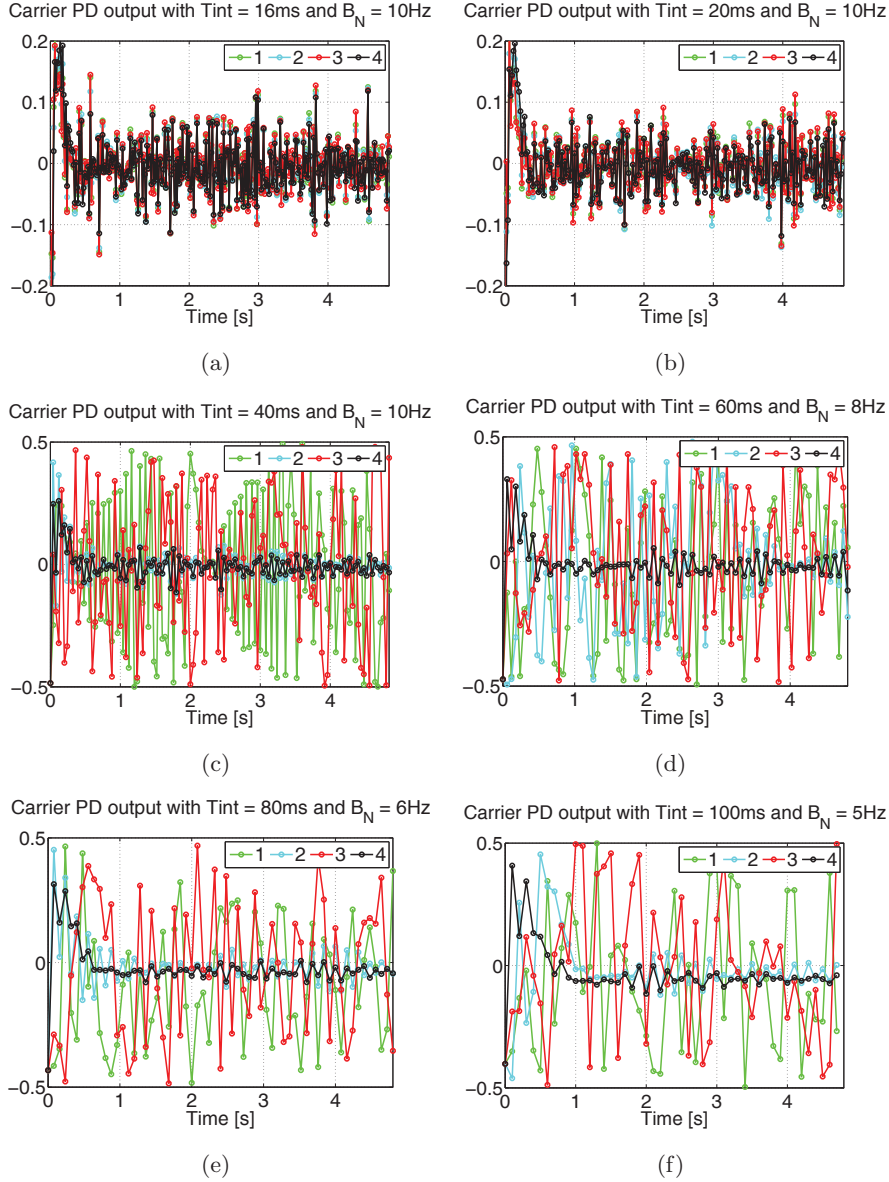 Carrier PD output with Tint = 16ms and B_N = 10Hz
0.2
0.1
0
−0.1
−0.2
1 2 3 4
0 1 2 3 4
Time [s]
(a)
Carrier PD output with Tint = 20ms and B_N = 10Hz
0.2
0.1
0
−0.1
−0.2
1 2 3 4
0 1 2 3 4
Time [s]
(b)
Carrier PD output with Tint = 40ms and B_N = 10Hz
0.5
0
−0.5
1 2 3 4
0 1 2 3 4
Time [s]
(c)
Carrier PD output with Tint = 60ms and B_N = 8Hz
0.5
0
−0.5
1 2 3 4
0 1 2 3 4
Time [s]
(d)
Carrier PD output with Tint = 80ms and B_N = 6Hz
0.5
0
−0.5
1 2 3 4
0 1 2 3 4
Time [s]
(e)
Carrier PD output with Tint = 100ms and B_N = 5Hz
0.5
0
−0.5
1 2 3 4
0 1 2 3 4
Time [s]
(f)